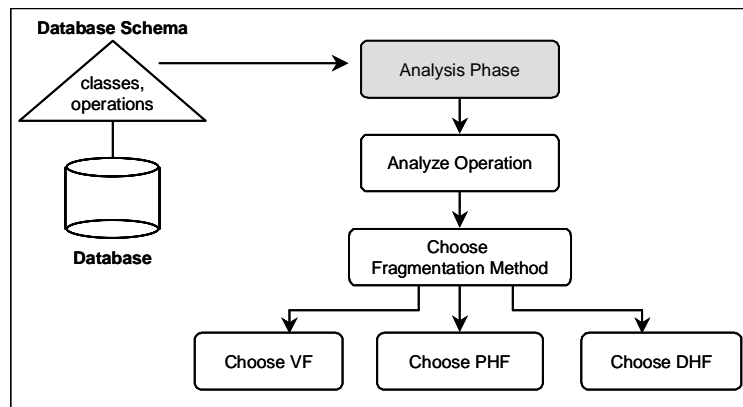 Database Schema
classes,
operations
Database
Analysis Phase
Analyze Operation
Choose
Fragmentation Method
Choose VF
Choose PHF
Choose DHF